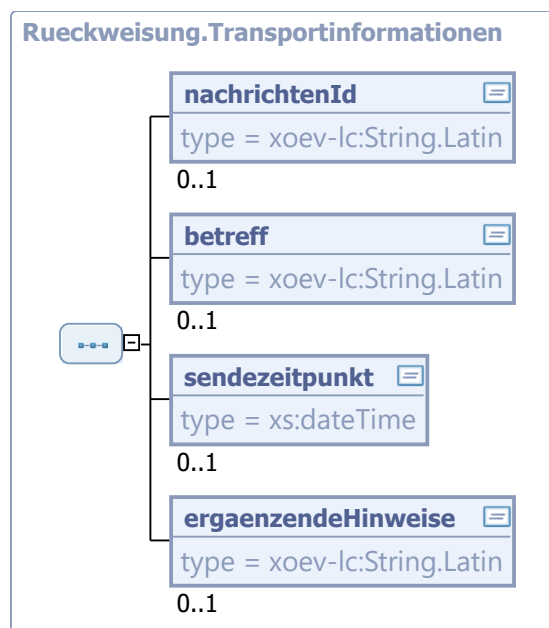 Rueckweisung.Transportinformationen
nachrichtenId
type = xoev-lc:String.Latin
0..1
betreff
type = xoev-lc:String.Latin
0..1
sendezeitpunkt
type = xs:dateTime
0..1
ergaenzendeHinweise
type = xoev-lc:String.Latin
0..1